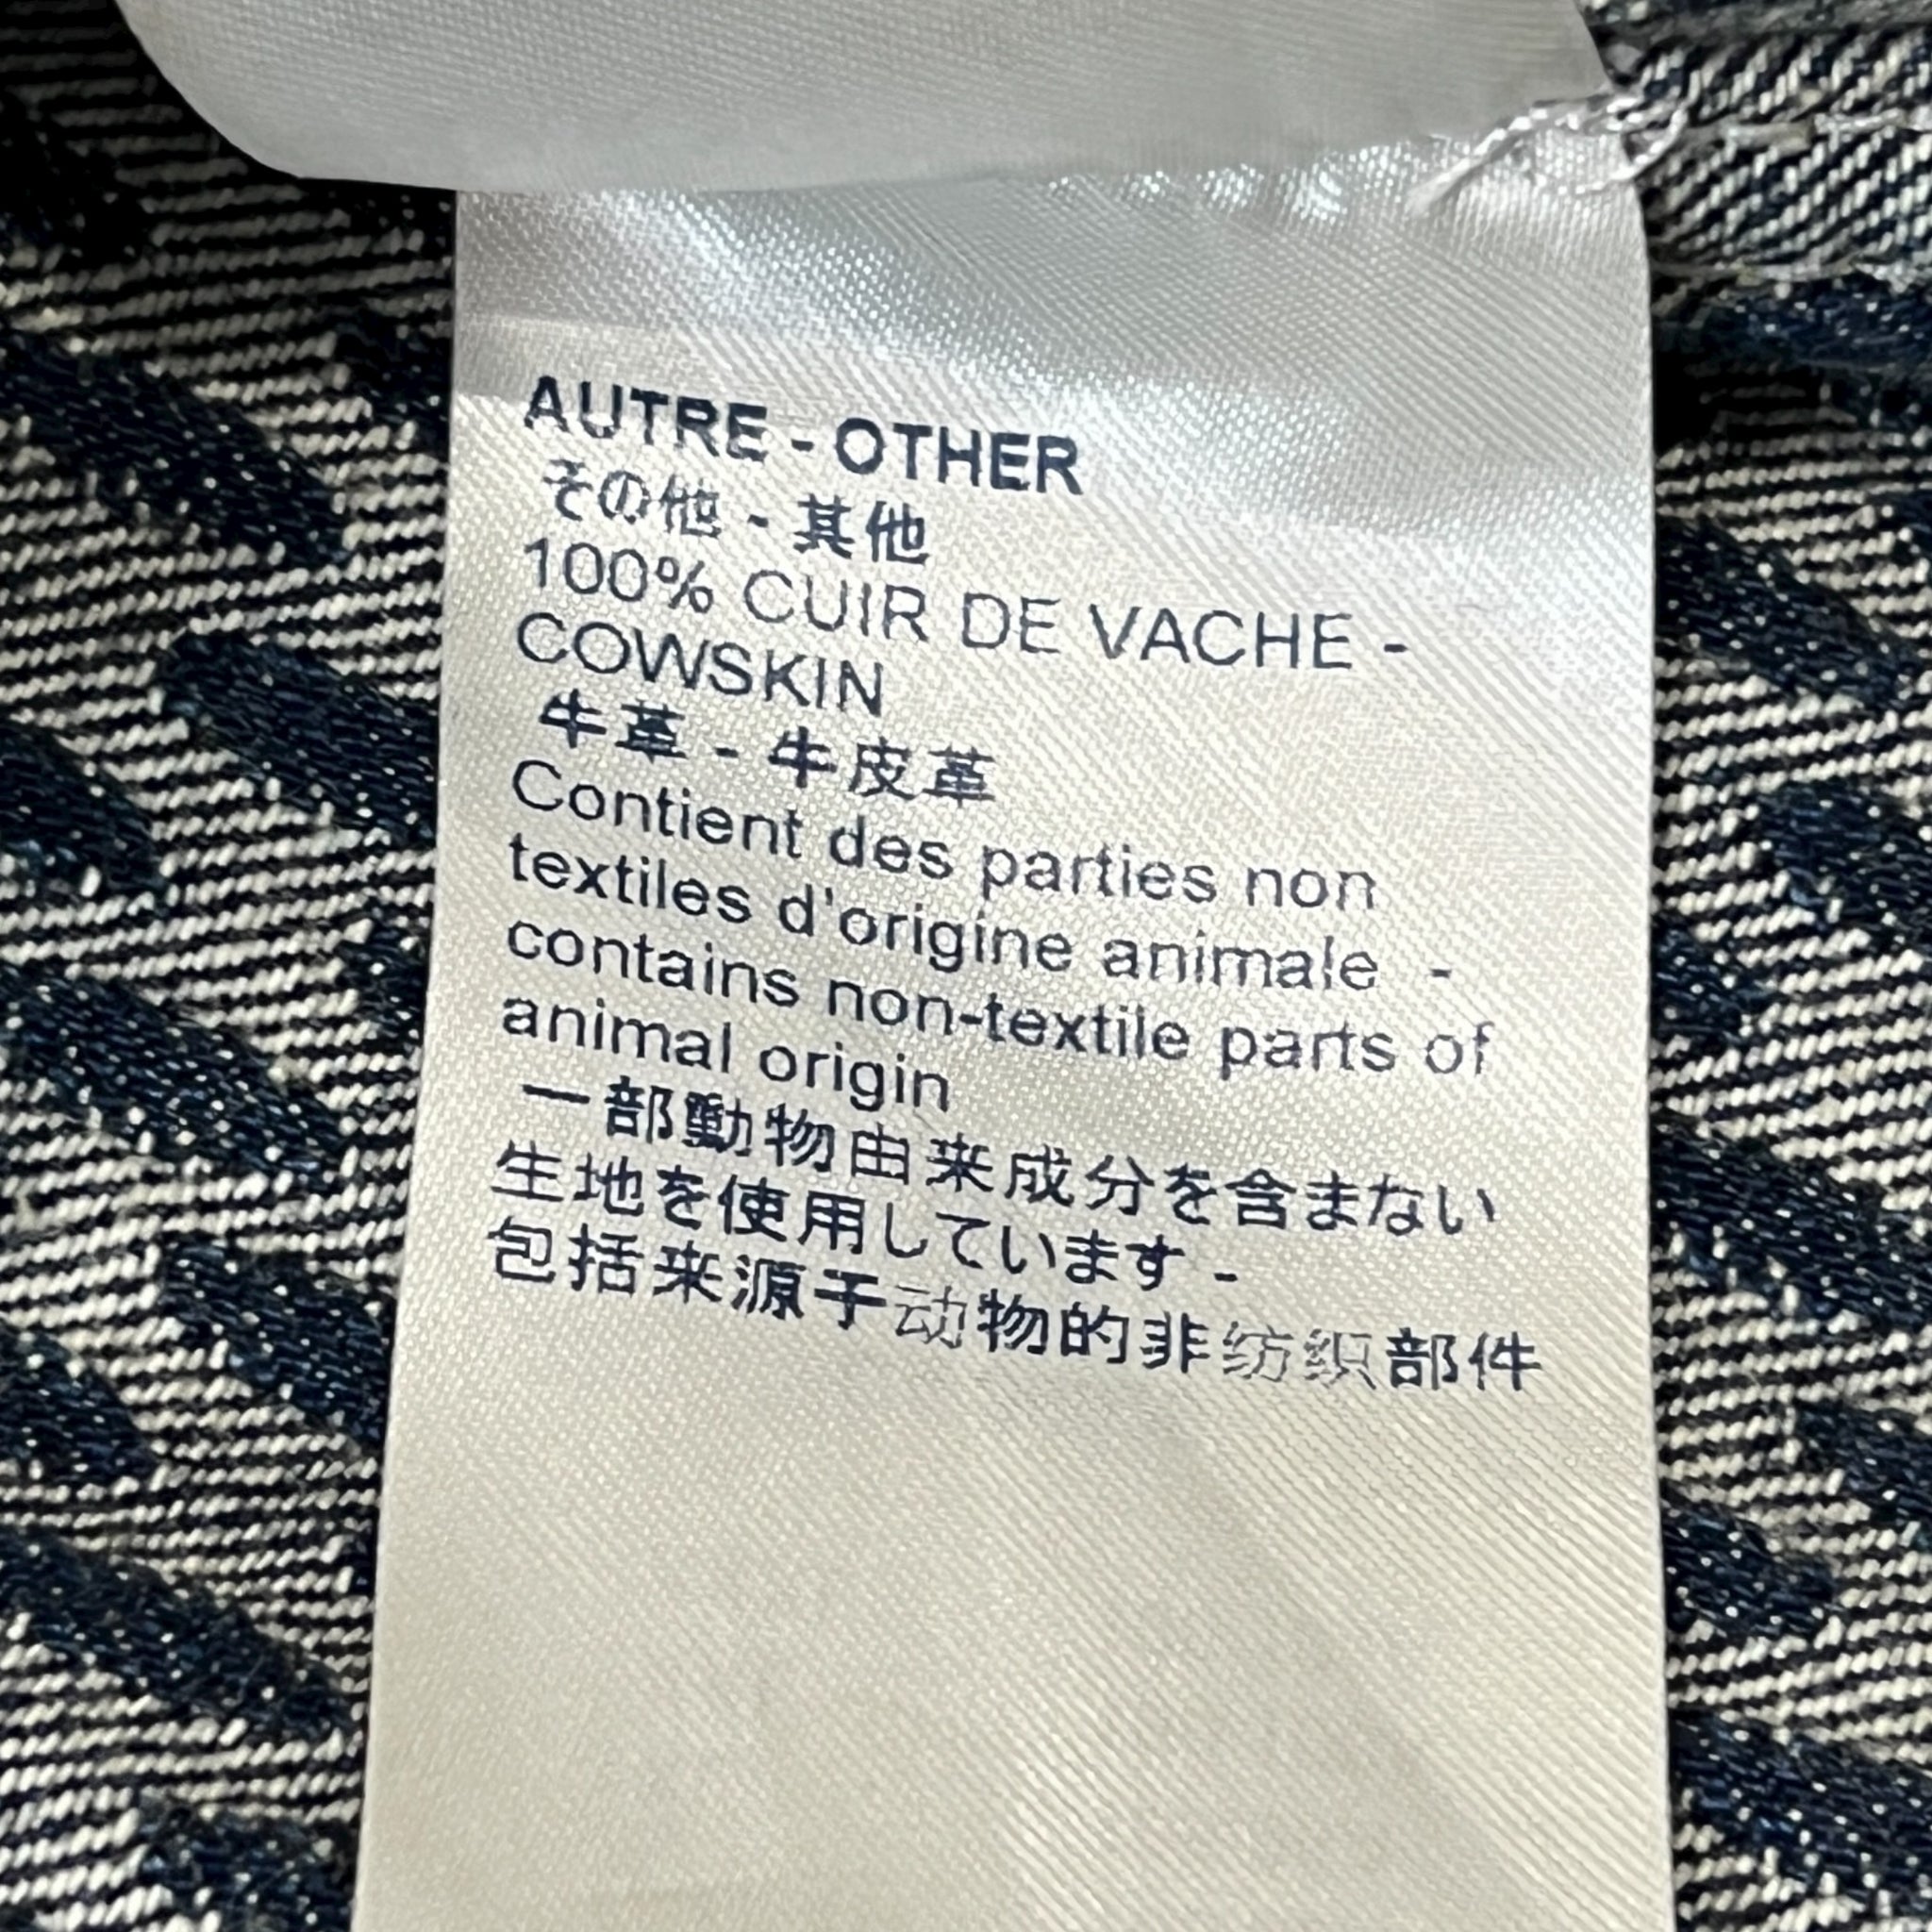 AUTRE - OTHER
その他 - 其他
100% CUIR DE VACHE -
COWSKIN
牛革 - 牛皮革
Contient des parties non
textiles d'origine animale -
contains non-textile parts of
animal origin
一部動物由来成分を含まない
生地を使用しています -
包括来源于动物的非纺织部件